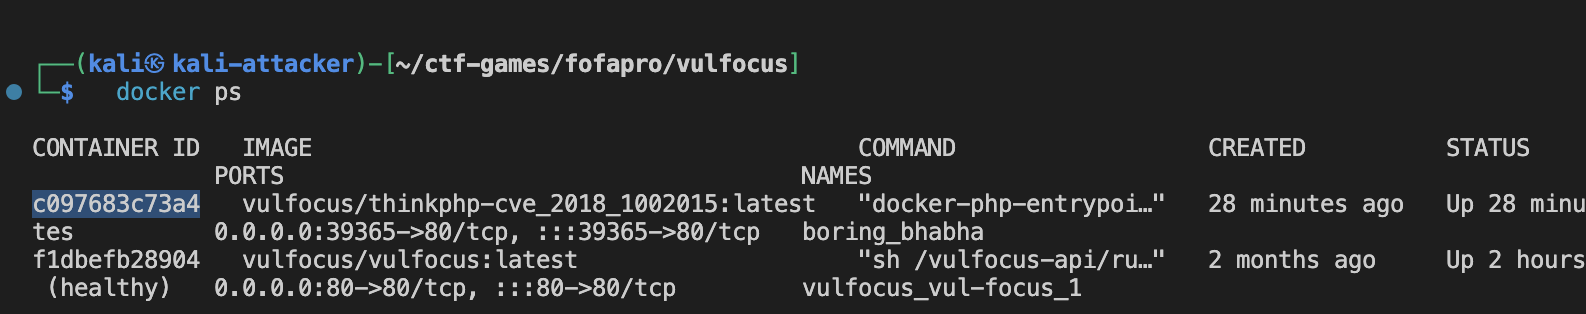 ┌──(kali㉿ kali-attacker)-[~/ctf-games/fofapro/vulfocus]
└─$ docker ps
CONTAINER ID IMAGE COMMAND CREATED STATUS
PORTS NAMES
c097683c73a4 vulfocus/thinkphp-cve_2018_1002015:latest "docker-php-entrypoi…" 28 minutes ago Up 28 minu
tes 0.0.0.0:39365->80/tcp, :::39365->80/tcp boring_bhabha
f1dbefb28904 vulfocus/vulfocus:latest "sh /vulfocus-api/ru…" 2 months ago Up 2 hours
(healthy) 0.0.0.0:80->80/tcp, :::80->80/tcp vulfocus_vul-focus_1